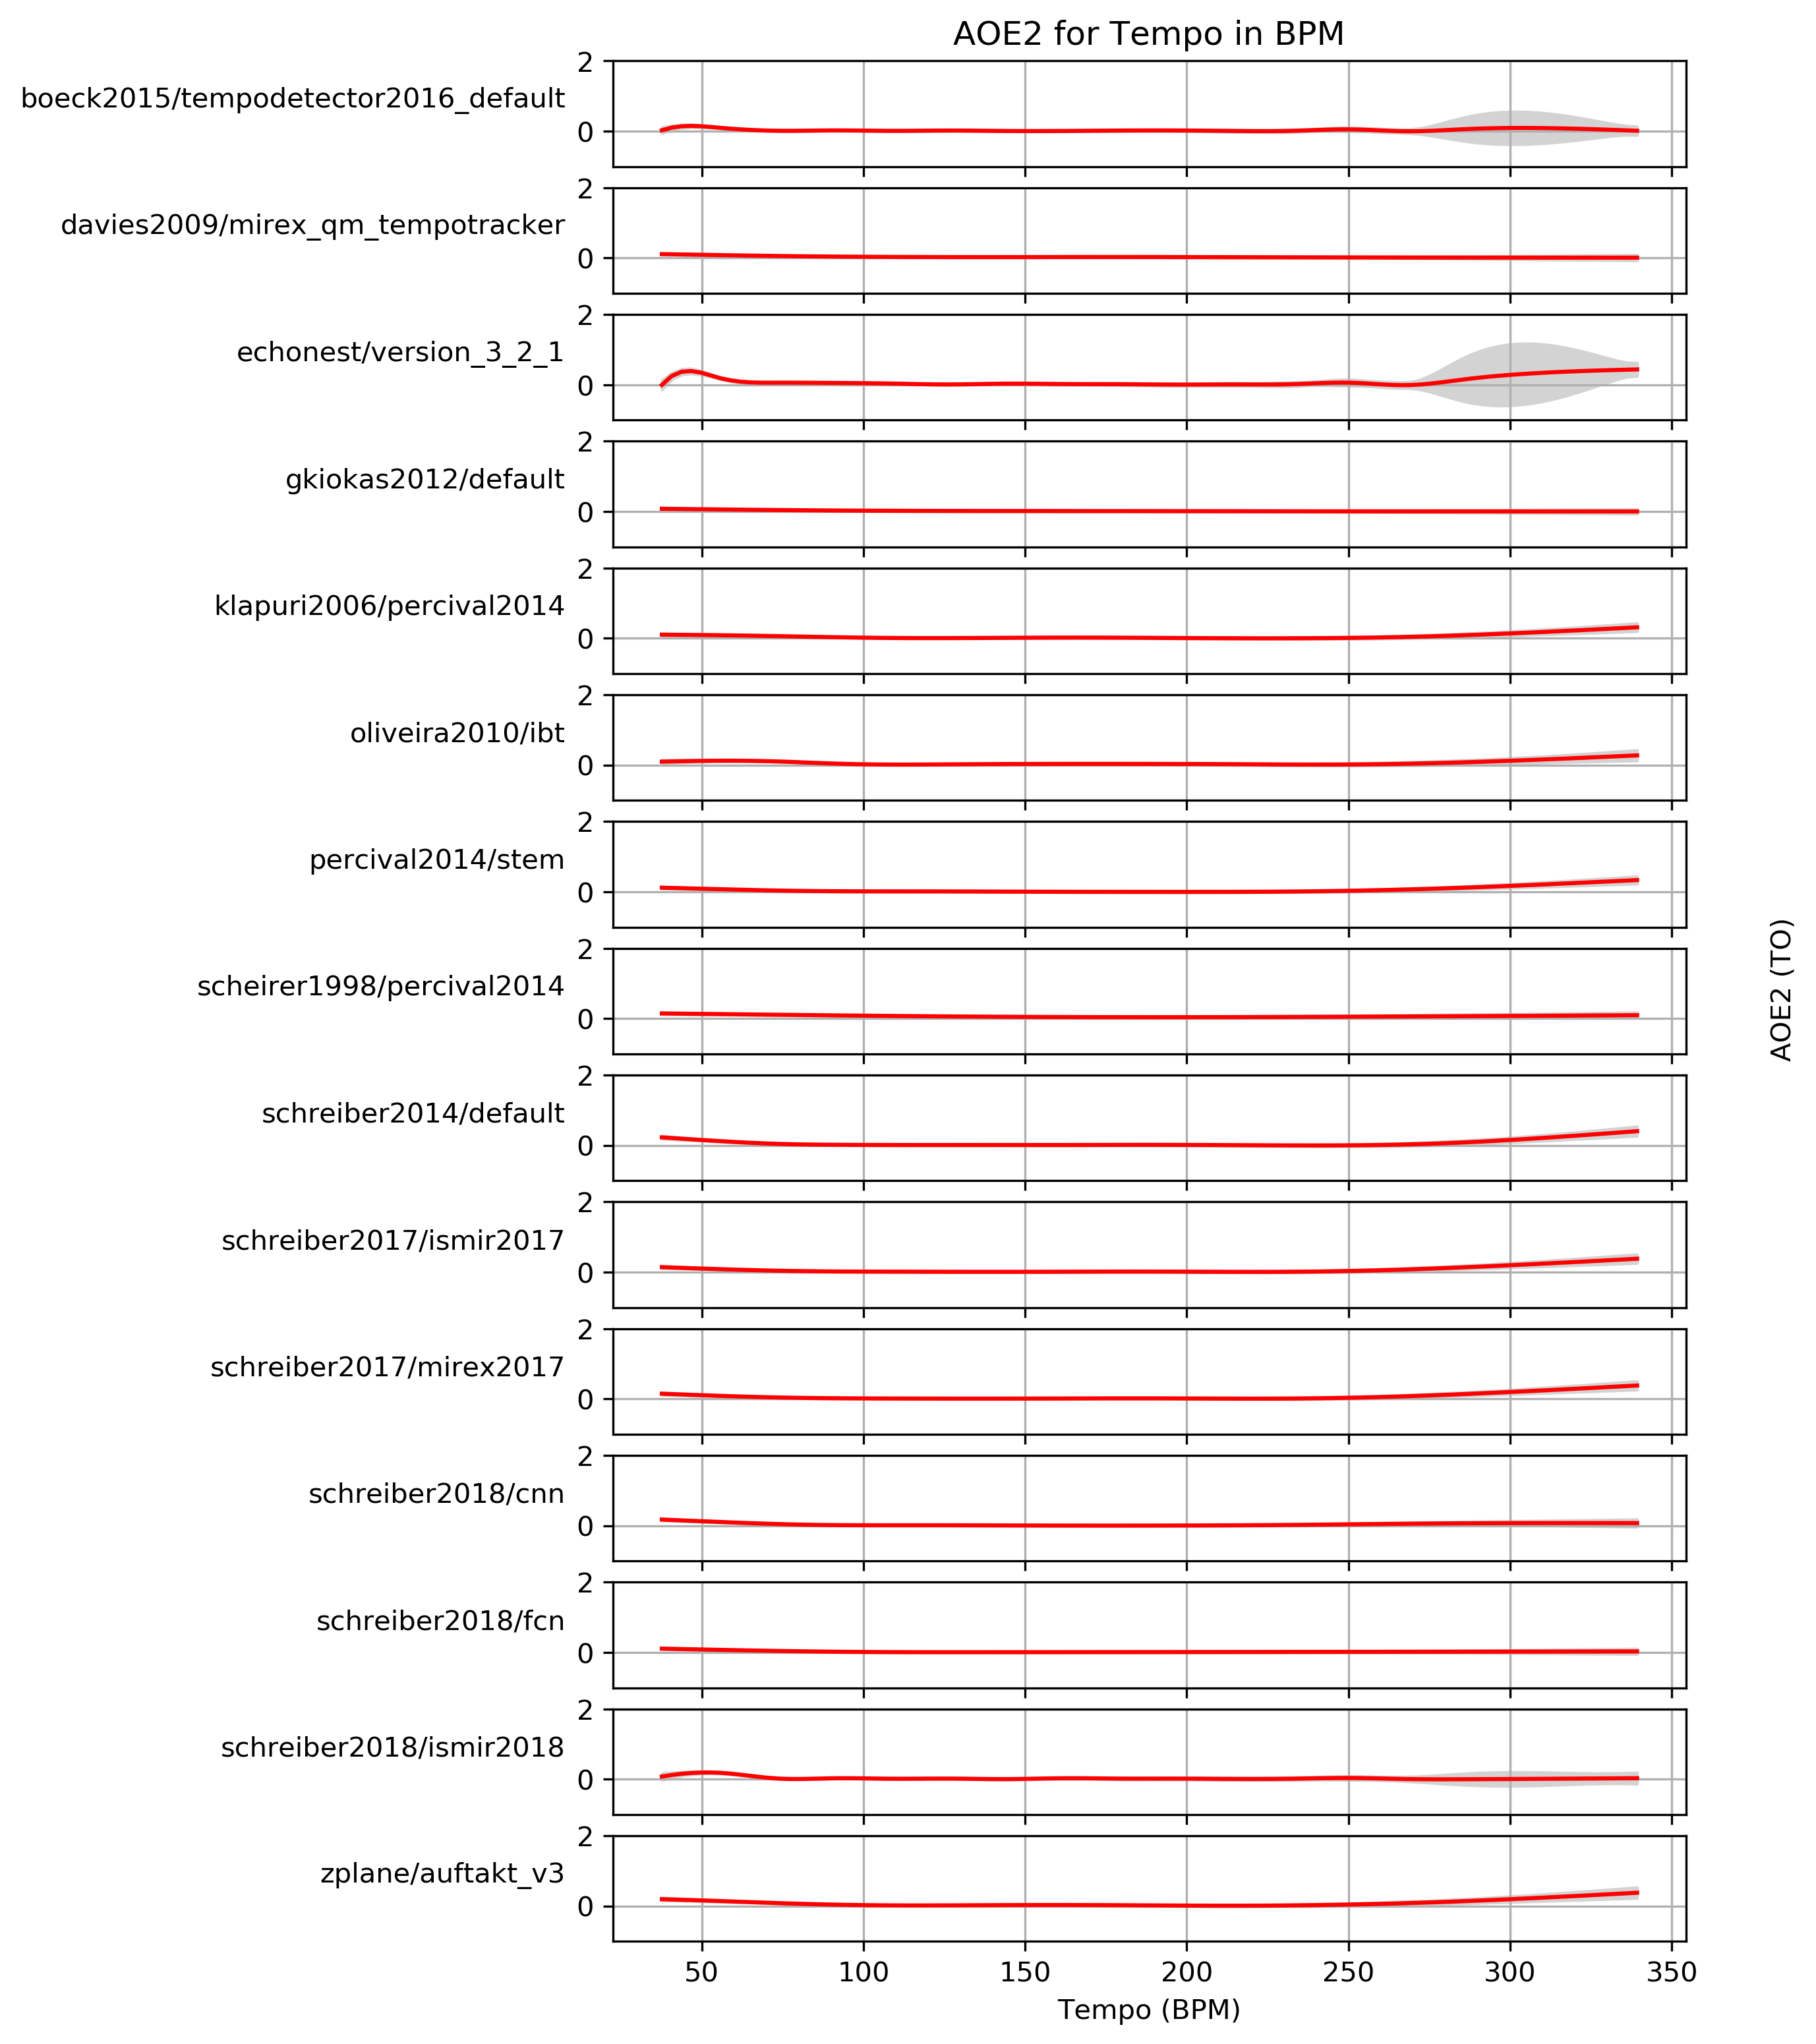 AOE2 for Tempo in BPM
boeck2015/tempodetector2016_default
2
0
davies2009/mirex_qm_tempotracker
2
0
echonest/version_3_2_1
2
0
gkiokas2012/default
2
0
klapuri2006/percival2014
2
0
oliveira2010/ibt
2
0
percival2014/stem
2
0
scheirer1998/percival2014
2
0
AOE2 (TO)
schreiber2014/default
2
0
schreiber2017/ismir2017
2
0
schreiber2017/mirex2017
2
0
schreiber2018/cnn
2
0
schreiber2018/fcn
2
0
schreiber2018/ismir2018
2
0
zplane/auftakt_v3
2
0
50 100 150 200 250 300 350
Tempo (BPM)